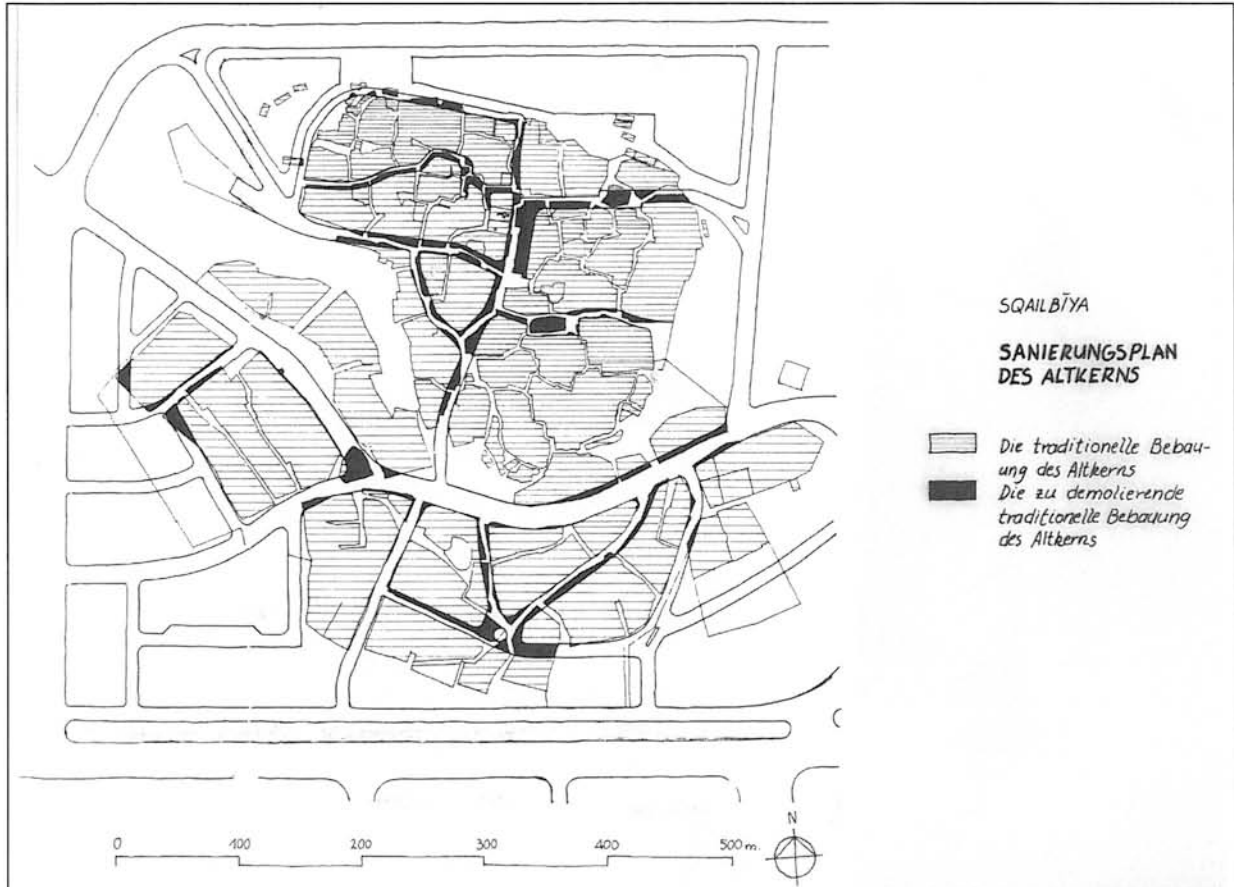 SQAILBĪYA
SANIERUNGSPLAN
DES ALTKERNS
Die traditionelle Bebau-
ung des Altkerns
Die zu demolierende
traditionelle Bebauung
des Altkerns
N
0 100 200 300 400 500 m.